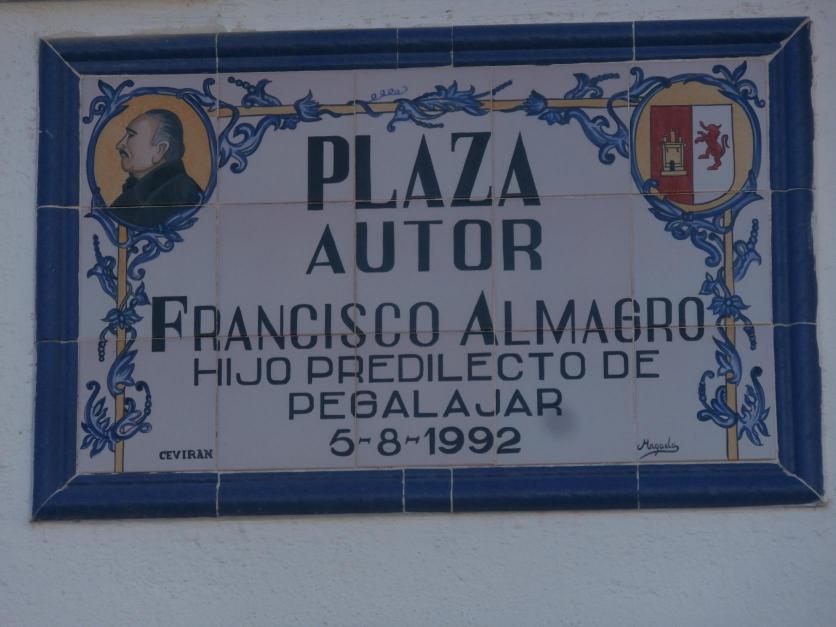 PLAZA
AUTOR
FRANCISCO ALMAGRO
HIJO PREDILECTO DE
PEGALAJAR
5-8-1992
CEVIRAN